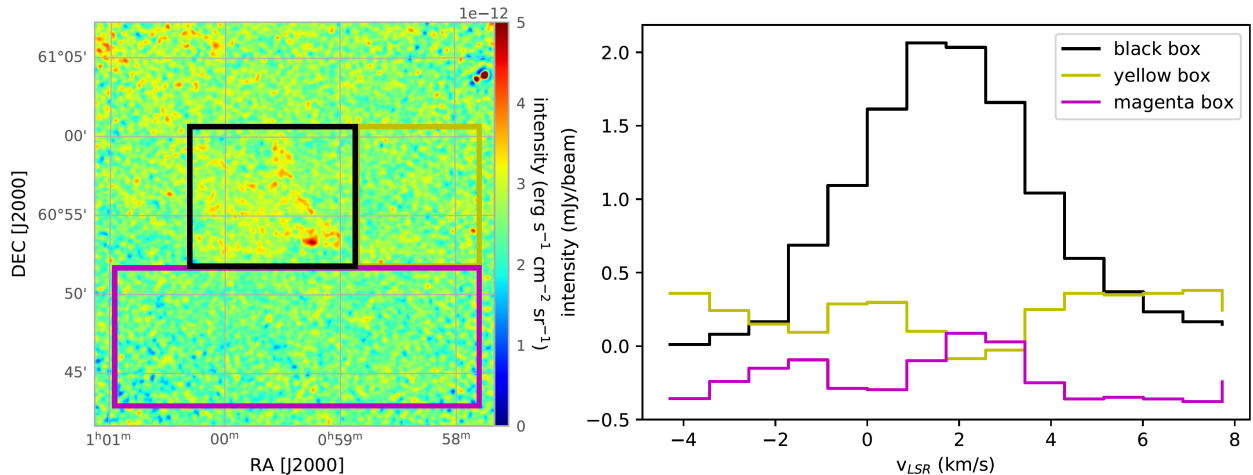 1e−12
5
4
3
2
1
0
intensity (erg s⁻¹ cm⁻² sr⁻¹)
61°05'
00'
60°55'
50'
45'
DEC [J2000]
1ʰ01ᵐ
00ᵐ
0ʰ59ᵐ
58ᵐ
RA [J2000]
black box
yellow box
magenta box
2.0
1.5
1.0
0.5
0.0
−0.5
intensity (mJy/beam)
−4
−2
0
2
4
6
8
v_LSR (km/s)